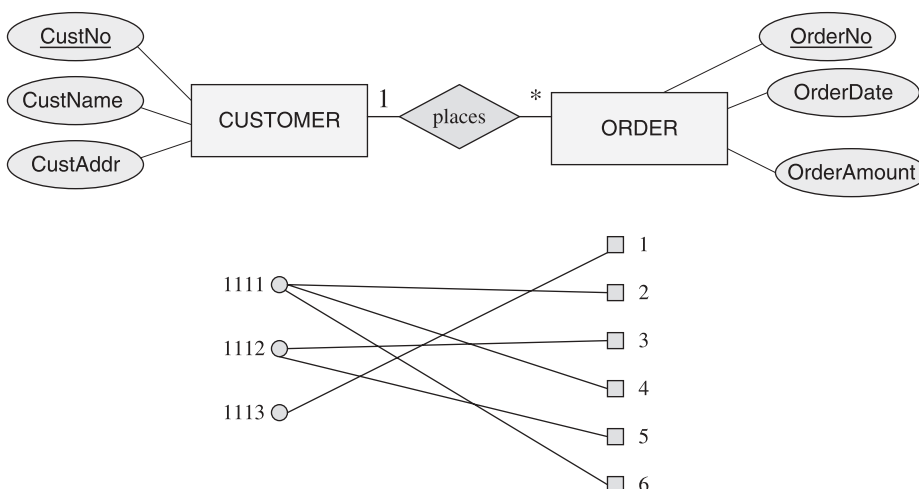 CustNo
CustName
CustAddr
CUSTOMER
1
places
*
ORDER
OrderNo
OrderDate
OrderAmount
1111
1112
1113
1
2
3
4
5
6